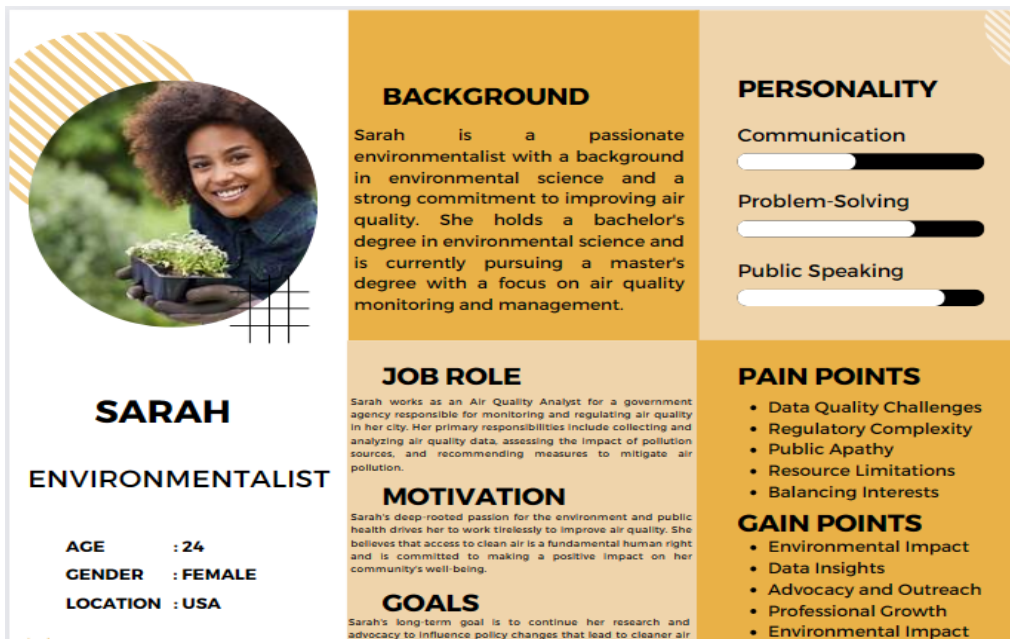 SARAH
ENVIRONMENTALIST
AGE : 24
GENDER : FEMALE
LOCATION : USA
BACKGROUND
Sarah is a passionate
environmentalist with a background
in environmental science and a
strong commitment to improving air
quality. She holds a bachelor's
degree in environmental science and
is currently pursuing a master's
degree with a focus on air quality
monitoring and management.
JOB ROLE
Sarah works as an Air Quality Analyst for a government
agency responsible for monitoring and regulating air quality
in her city. Her primary responsibilities include collecting and
analyzing air quality data, assessing the impact of pollution
sources, and recommending measures to mitigate air
pollution.
MOTIVATION
Sarah's deep-rooted passion for the environment and public
health drives her to work tirelessly to improve air quality. She
believes that access to clean air is a fundamental human right
and is committed to making a positive impact on her
community's well-being.
GOALS
Sarah's long-term goal is to continue her research and
advocacy to influence policy changes that lead to cleaner air
PERSONALITY
Communication
Problem-Solving
Public Speaking
PAIN POINTS
• Data Quality Challenges
• Regulatory Complexity
• Public Apathy
• Resource Limitations
• Balancing Interests
GAIN POINTS
• Environmental Impact
• Data Insights
• Advocacy and Outreach
• Professional Growth
• Environmental Impact